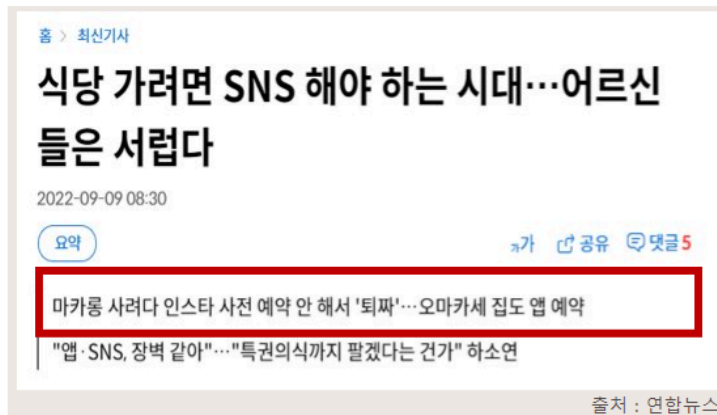 홈 > 최신기사
식당 가려면 SNS 해야 하는 시대…어르신
들은 서럽다
2022-09-09 08:30
요약
가가 공유 댓글 5
마카롱 사려다 인스타 사전 예약 안 해서 '퇴짜'…오마카세 집도 앱 예약
"앱·SNS, 장벽 같아"…"특권의식까지 팔겠다는 건가" 하소연
출처 : 연합뉴스